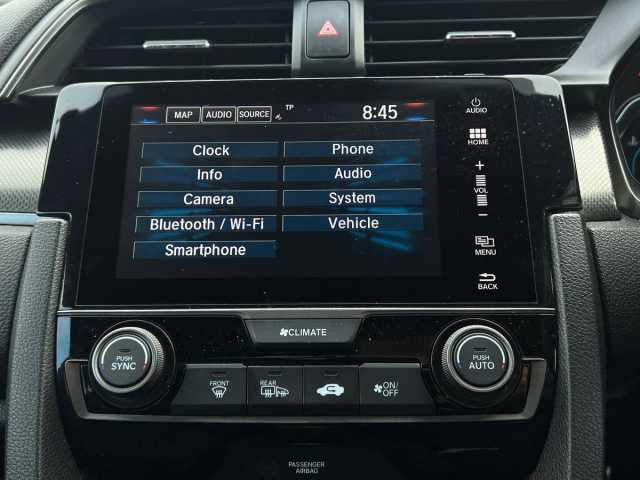 MAP AUDIO SOURCE TP 8:45
AUDIO
HOME
Clock Phone
Info Audio
Camera System
Bluetooth / Wi-Fi Vehicle
Smartphone
+
VOL
−
MENU
BACK
CLIMATE
PUSH
SYNC
FRONT
REAR
ON/
OFF
PUSH
AUTO
PASSENGER
AIRBAG